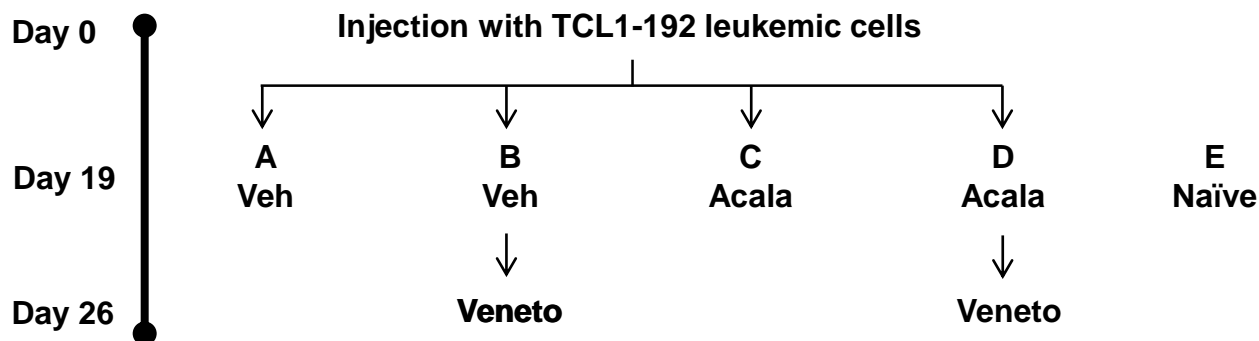 Day 0
Injection with TCL1-192 leukemic cells
A B C D E
Day 19
Veh Veh Acala Acala Naïve
Day 26
Veneto Veneto